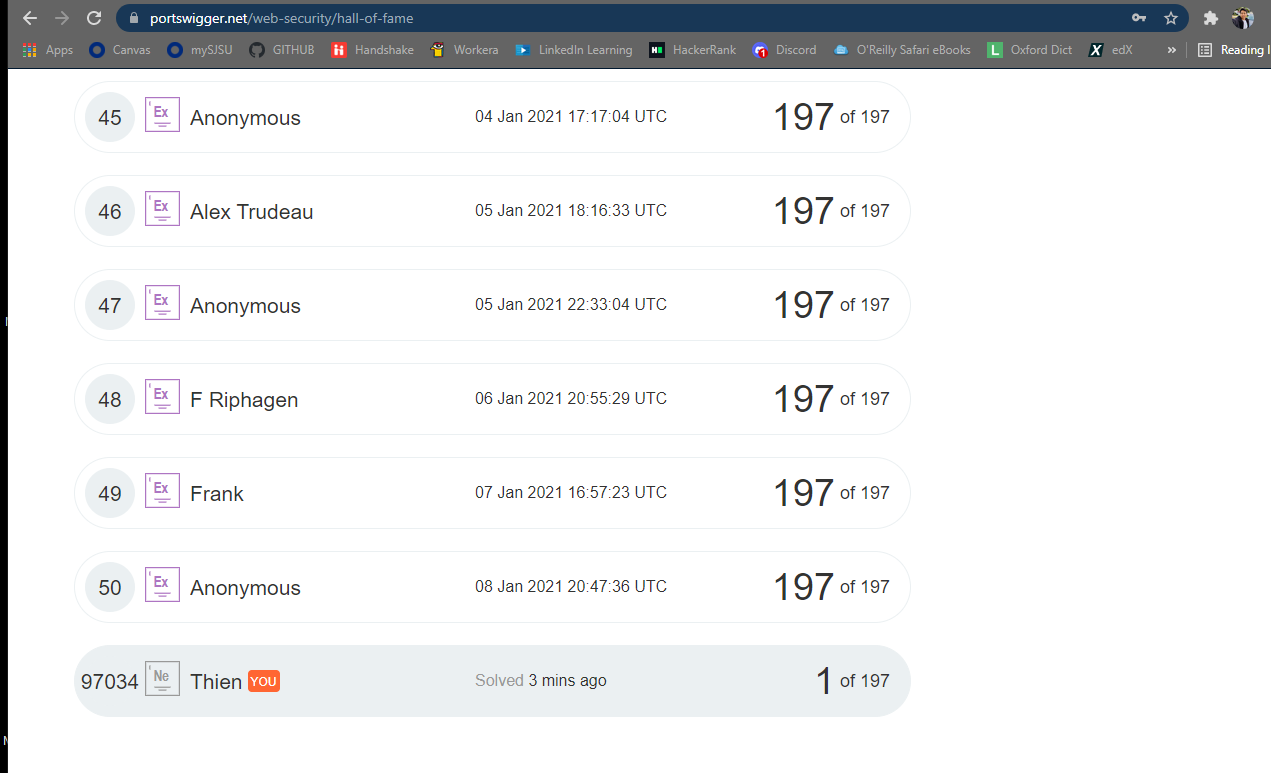 portswigger.net/web-security/hall-of-fame
Apps Canvas mySJSU GITHUB Handshake Workera LinkedIn Learning HackerRank Discord O'Reilly Safari eBooks Oxford Dict edX » Reading
45 Ex Anonymous 04 Jan 2021 17:17:04 UTC 197 of 197
46 Ex Alex Trudeau 05 Jan 2021 18:16:33 UTC 197 of 197
47 Ex Anonymous 05 Jan 2021 22:33:04 UTC 197 of 197
48 Ex F Riphagen 06 Jan 2021 20:55:29 UTC 197 of 197
49 Ex Frank 07 Jan 2021 16:57:23 UTC 197 of 197
50 Ex Anonymous 08 Jan 2021 20:47:36 UTC 197 of 197
97034 Ne Thien YOU Solved 3 mins ago 1 of 197